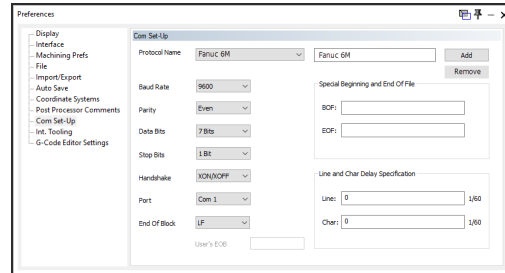 Preferences
Display
Interface
Machining Prefs
File
Import/Export
Auto Save
Coordinate Systems
Post Processor Comments
Com Set-Up
Int. Tooling
G-Code Editor Settings
Com Set-Up
Protocol Name Fanuc 6M Fanuc 6M Add
Remove
Baud Rate 9600
Parity Even
Data Bits 7 Bits
Stop Bits 1 Bit
Handshake XON/XOFF
Port Com 1
End Of Block LF
User's EOB
Special Beginning and End Of File
BOF:
EOF:
Line and Char Delay Specification
Line: 0 1/60
Char: 0 1/60